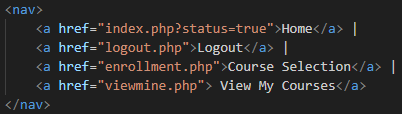 <nav>
    <a href="index.php?status=true">Home</a> |
    <a href="logout.php">Logout</a> |
    <a href="enrollment.php">Course Selection</a> |
    <a href="viewmine.php"> View My Courses</a>
</nav>